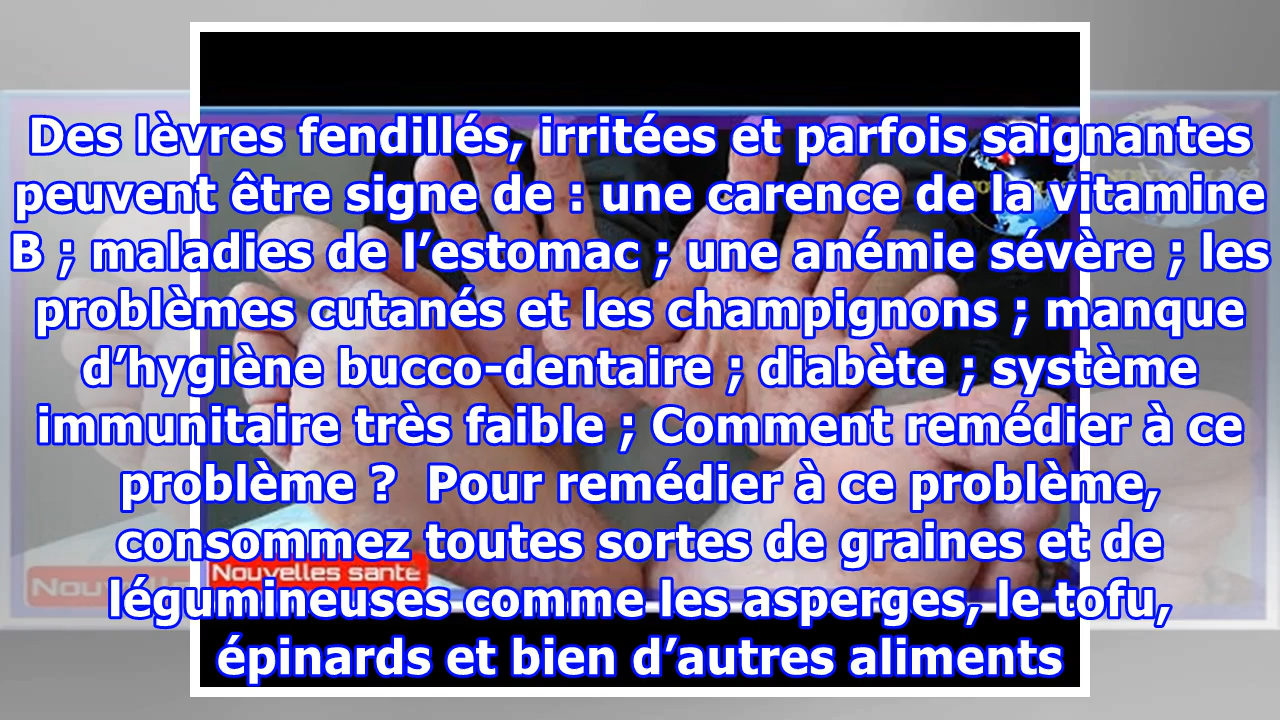 Des lèvres fendillés, irritées et parfois saignantes
peuvent être signe de : une carence de la vitamine
B ; maladies de l’estomac ; une anémie sévère ; les
problèmes cutanés et les champignons ; manque
d’hygiène bucco-dentaire ; diabète ; système
immunitaire très faible ; Comment remédier à ce
problème ?  Pour remédier à ce problème,
consommez toutes sortes de graines et de
Nouvelles santé
légumineuses comme les asperges, le tofu,
épinards et bien d’autres aliments